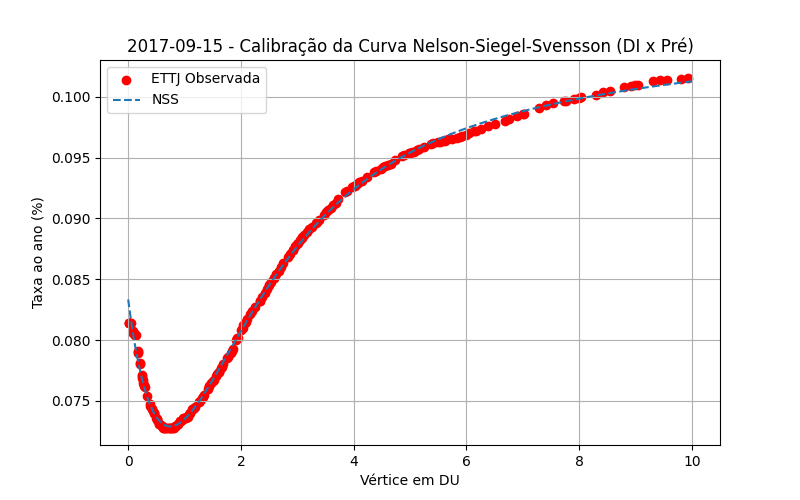 2017-09-15 - Calibração da Curva Nelson-Siegel-Svensson (DI x Pré)
ETTJ Observada
NSS
Taxa ao ano (%)
0.100
0.095
0.090
0.085
0.080
0.075
0 2 4 6 8 10
Vértice em DU